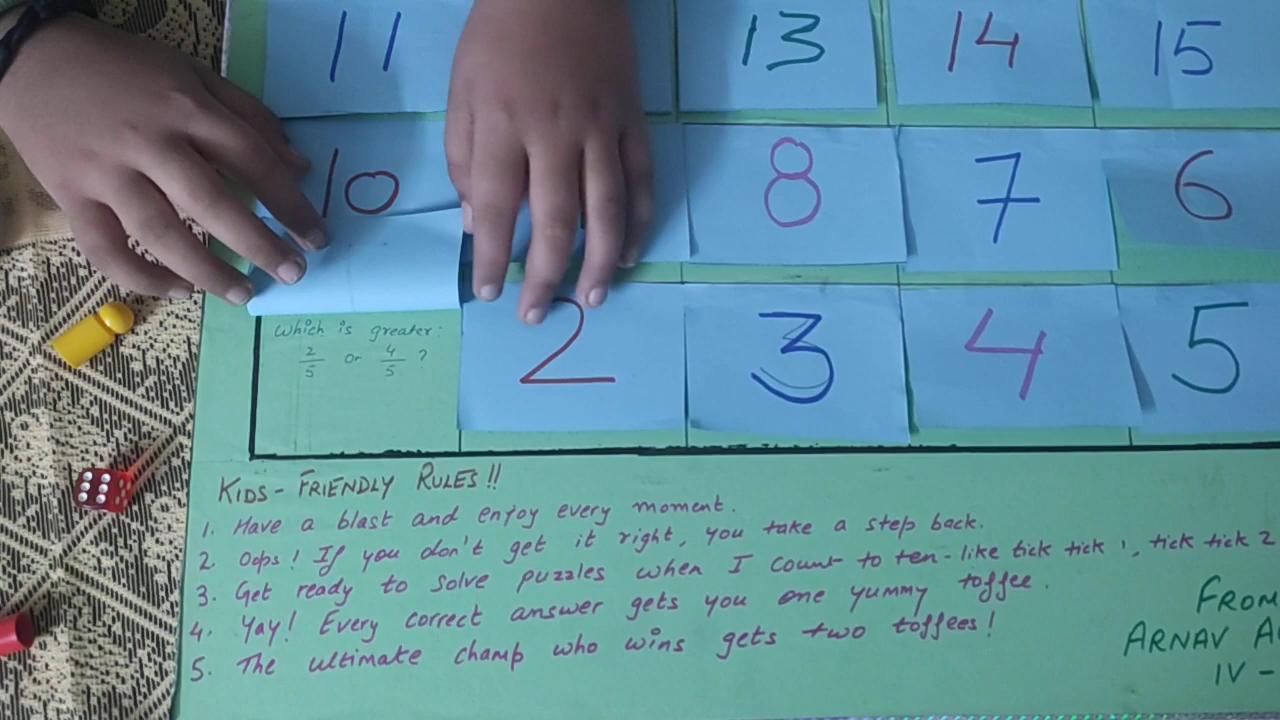 11 13 14 15
10 8 7 6
Which is greater:
2/5 or 4/5 ?
2 3 4 5
KIDS-FRIENDLY RULES!!
1. Have a blast and enjoy every moment.
2. Oops! If you don't get it right, you take a step back.
3. Get ready to solve puzzles when I count to ten-like tick tick 1, tick tick 2
4. Yay! Every correct answer gets you one yummy toffee.
5. The ultimate champ who wins gets two toffees!
FROM
ARNAV
IV -